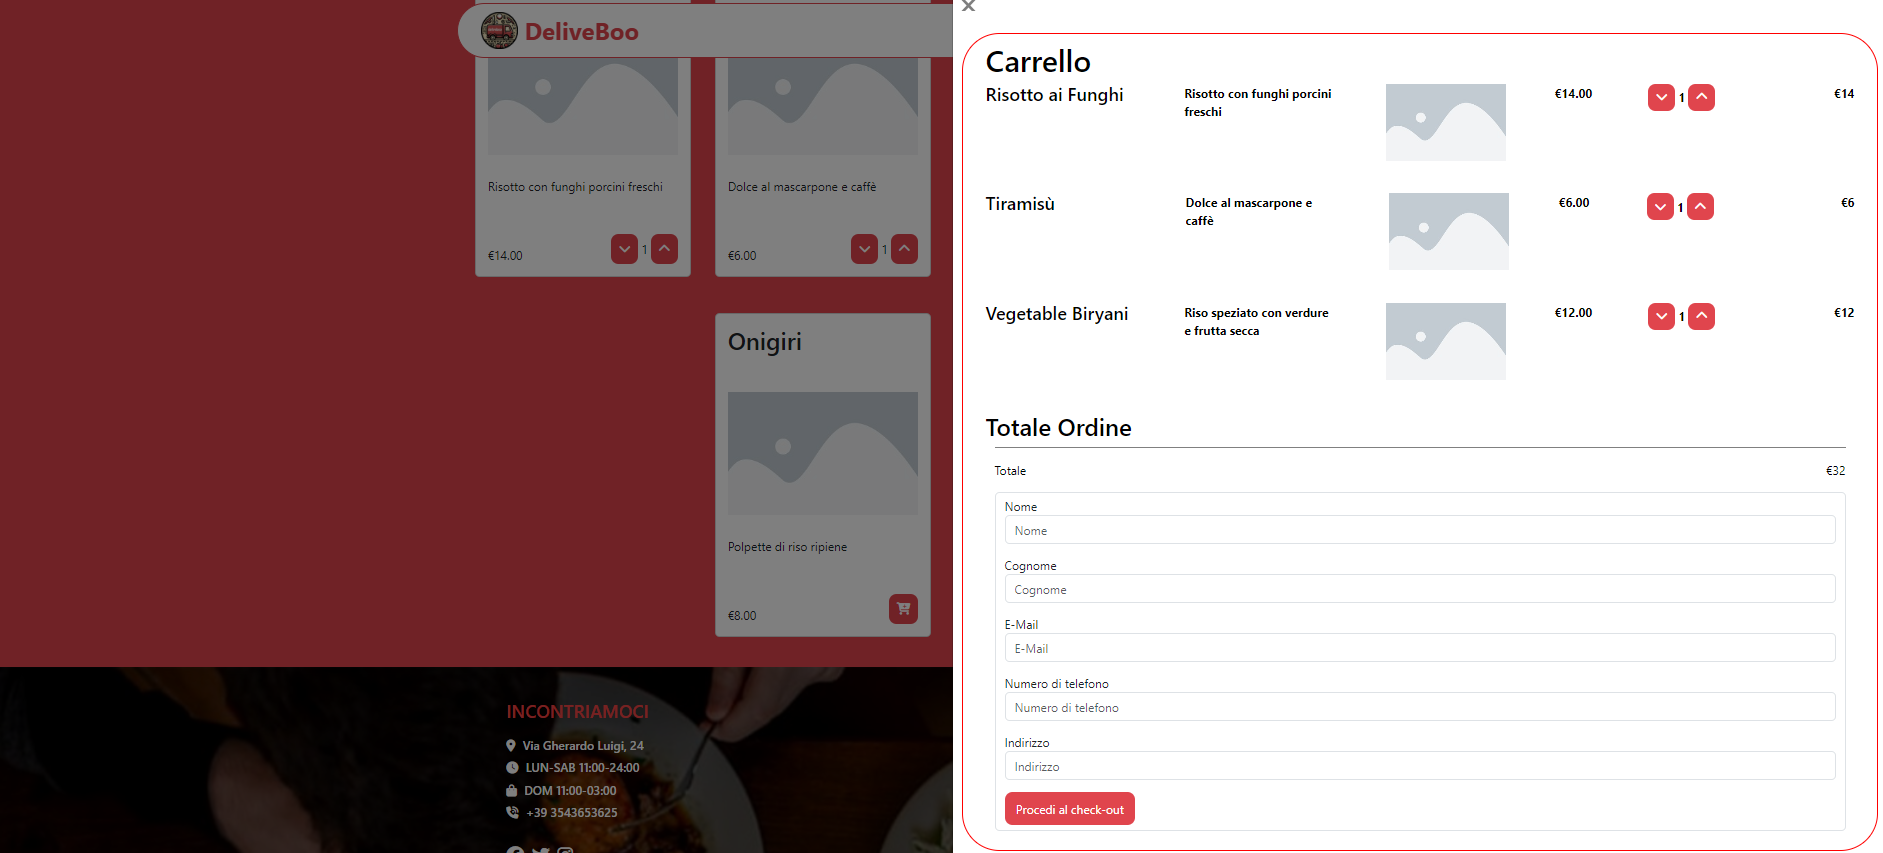 DeliveBoo
Risotto con funghi porcini freschi
Dolce al mascarpone e caffè
€14.00
1
€6.00
1
Onigiri
Polpette di riso ripiene
€8.00
INCONTRIAMOCI
Via Gherardo Luigi, 24
LUN-SAB 11:00-24:00
DOM 11:00-03:00
+39 3543653625
Carrello
Risotto ai Funghi
Risotto con funghi porcini
freschi
€14.00
1
€14
Tiramisù
Dolce al mascarpone e
caffè
€6.00
1
€6
Vegetable Biryani
Riso speziato con verdure
e frutta secca
€12.00
1
€12
Totale Ordine
Totale
€32
Nome
Nome
Cognome
Cognome
E-Mail
E-Mail
Numero di telefono
Numero di telefono
Indirizzo
Indirizzo
Procedi al check-out